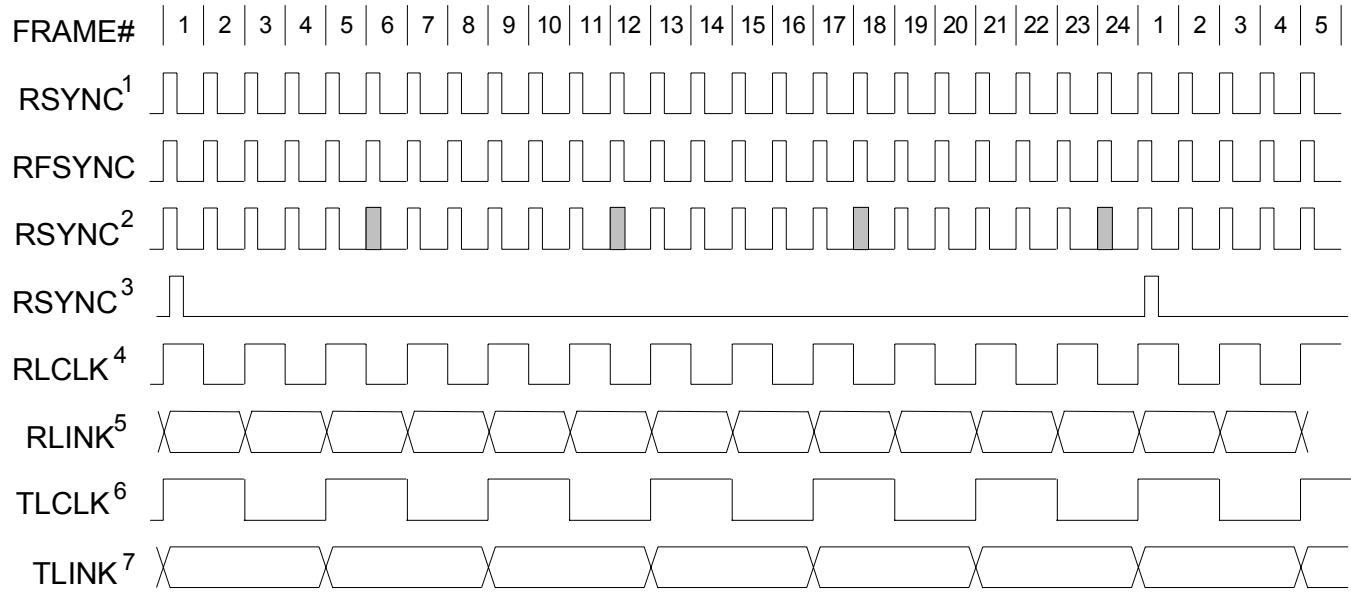 FRAME# 1 2 3 4 5 6 7 8 9 10 11 12 13 14 15 16 17 18 19 20 21 22 23 24 1 2 3 4 5
RSYNC1
RFSYNC
RSYNC2
RSYNC3
RLCLK4
RLINK5
TLCLK6
TLINK7